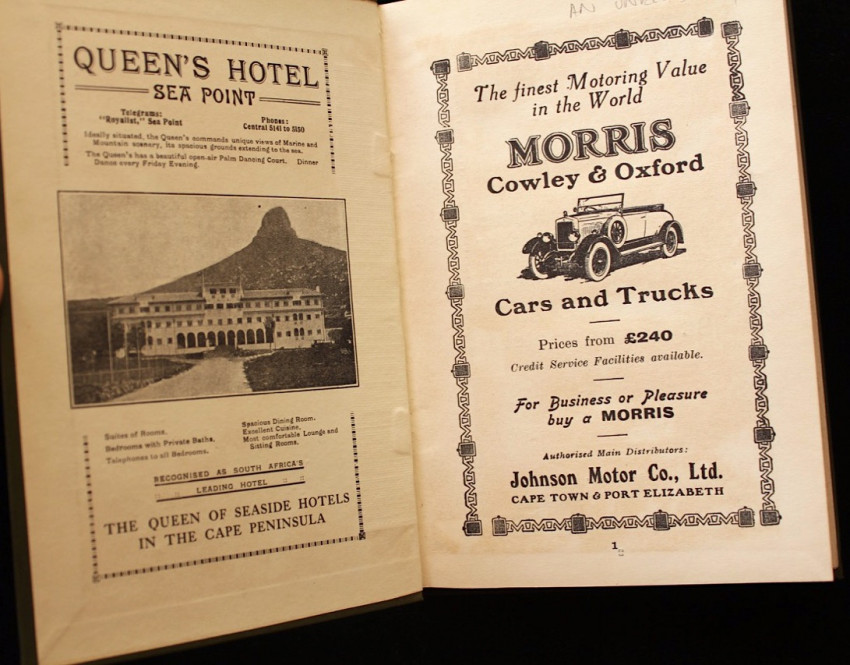 QUEEN'S HOTEL
SEA POINT
Telegrams:
"Royalist," Sea Point
Phones:
Central 5141 to 5150
Ideally situated, the Queen's commands unique views of Marine and
Mountain scenery, its spacious grounds extending to the sea.
The Queen's has a beautiful open-air Palm Dancing Court. Dinner
Dance every Friday Evening.
Suites of Rooms.
Bedrooms with Private Baths.
Telephones to all Bedrooms.
Spacious Dining Room.
Excellent Cuisine.
Most comfortable Lounge and
Sitting Rooms.
RECOGNISED AS SOUTH AFRICA'S
" " LEADING HOTEL " "
THE QUEEN OF SEASIDE HOTELS
IN THE CAPE PENINSULA
AN
The finest Motoring Value
in the World
MORRIS
Cowley & Oxford
Cars and Trucks
Prices from £240
Credit Service Facilities available.
For Business or Pleasure
buy a MORRIS
Authorized Main Distributors:
Johnson Motor Co., Ltd.
CAPE TOWN & PORT ELIZABETH
1